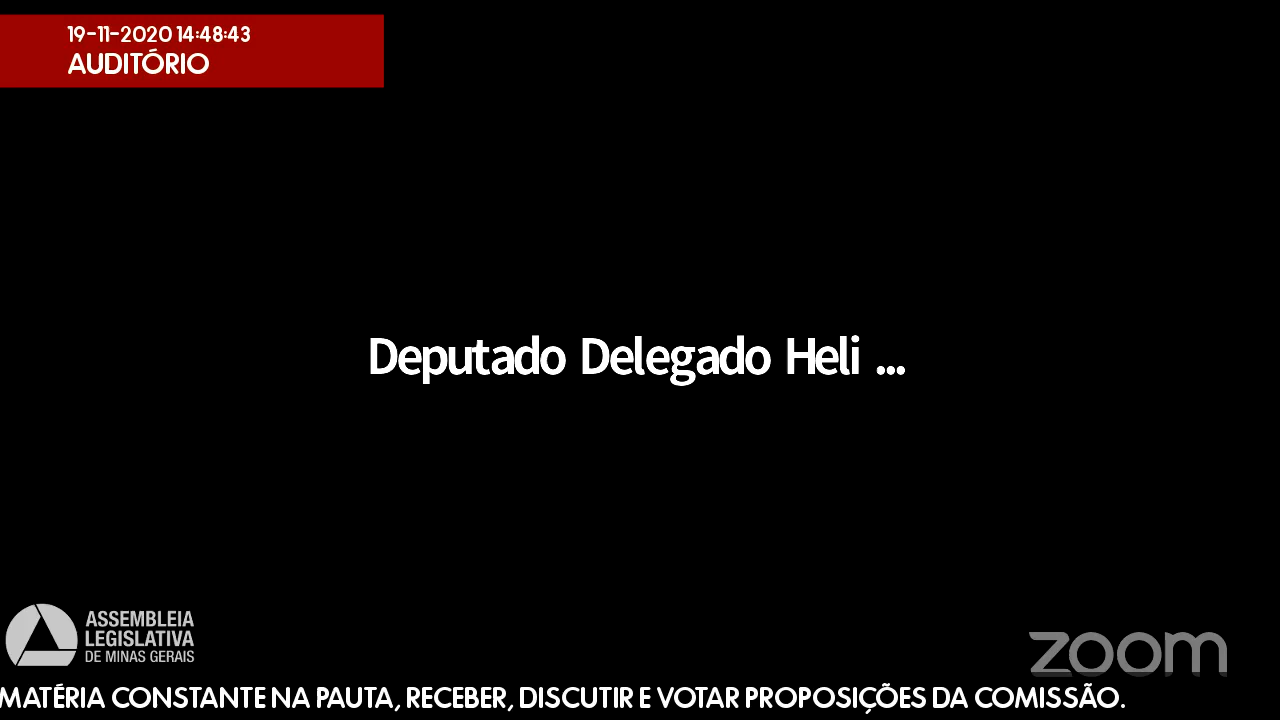 19-11-2020 14:48:43
AUDITÓRIO
Deputado Delegado Heli ...
ASSEMBLEIA
LEGISLATIVA
DE MINAS GERAIS
zoom
MATÉRIA CONSTANTE NA PAUTA, RECEBER, DISCUTIR E VOTAR PROPOSIÇÕES DA COMISSÃO.